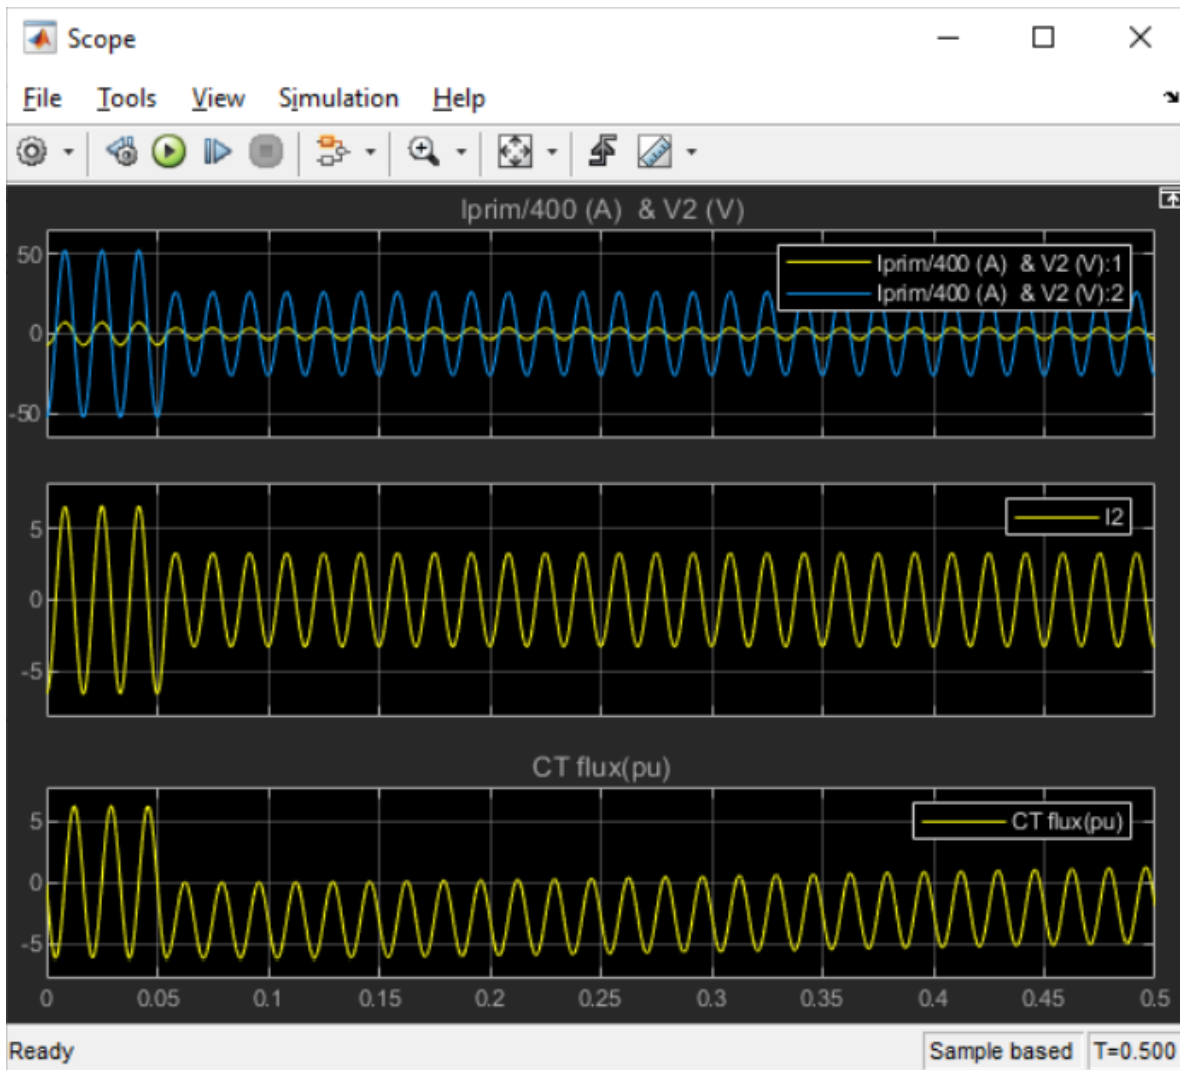 Scope
File Tools View Simulation Help
Iprim/400 (A) & V2 (V)
50
0
-50
Iprim/400 (A) & V2 (V):1
Iprim/400 (A) & V2 (V):2
5
0
-5
I2
CT flux(pu)
5
0
-5
CT flux(pu)
0 0.05 0.1 0.15 0.2 0.25 0.3 0.35 0.4 0.45 0.5
Ready Sample based T=0.500